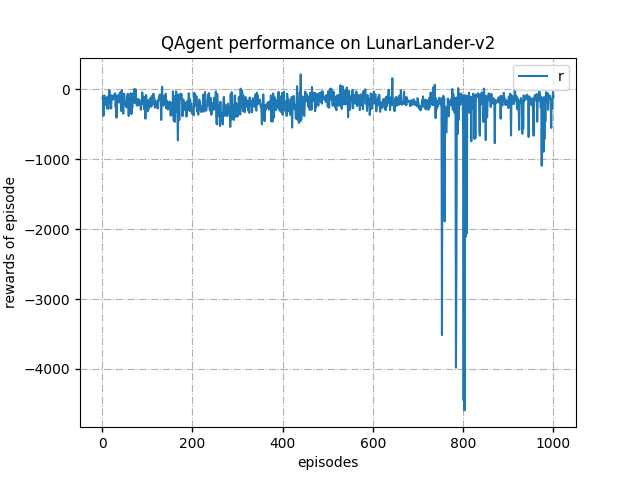 QAgent performance on LunarLander-v2
r
0
−1000
−2000
−3000
−4000
rewards of episode
0 200 400 600 800 1000
episodes